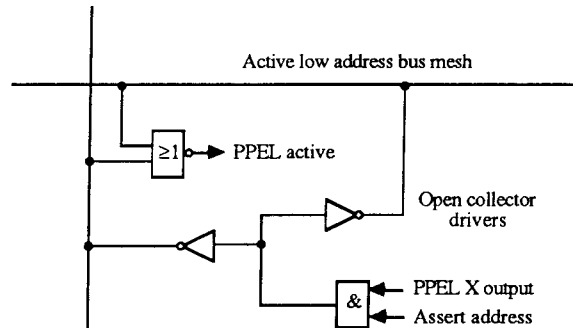 Active low address bus mesh
≥1
PPEL active
Open collector
drivers
&
PPEL X output
Assert address